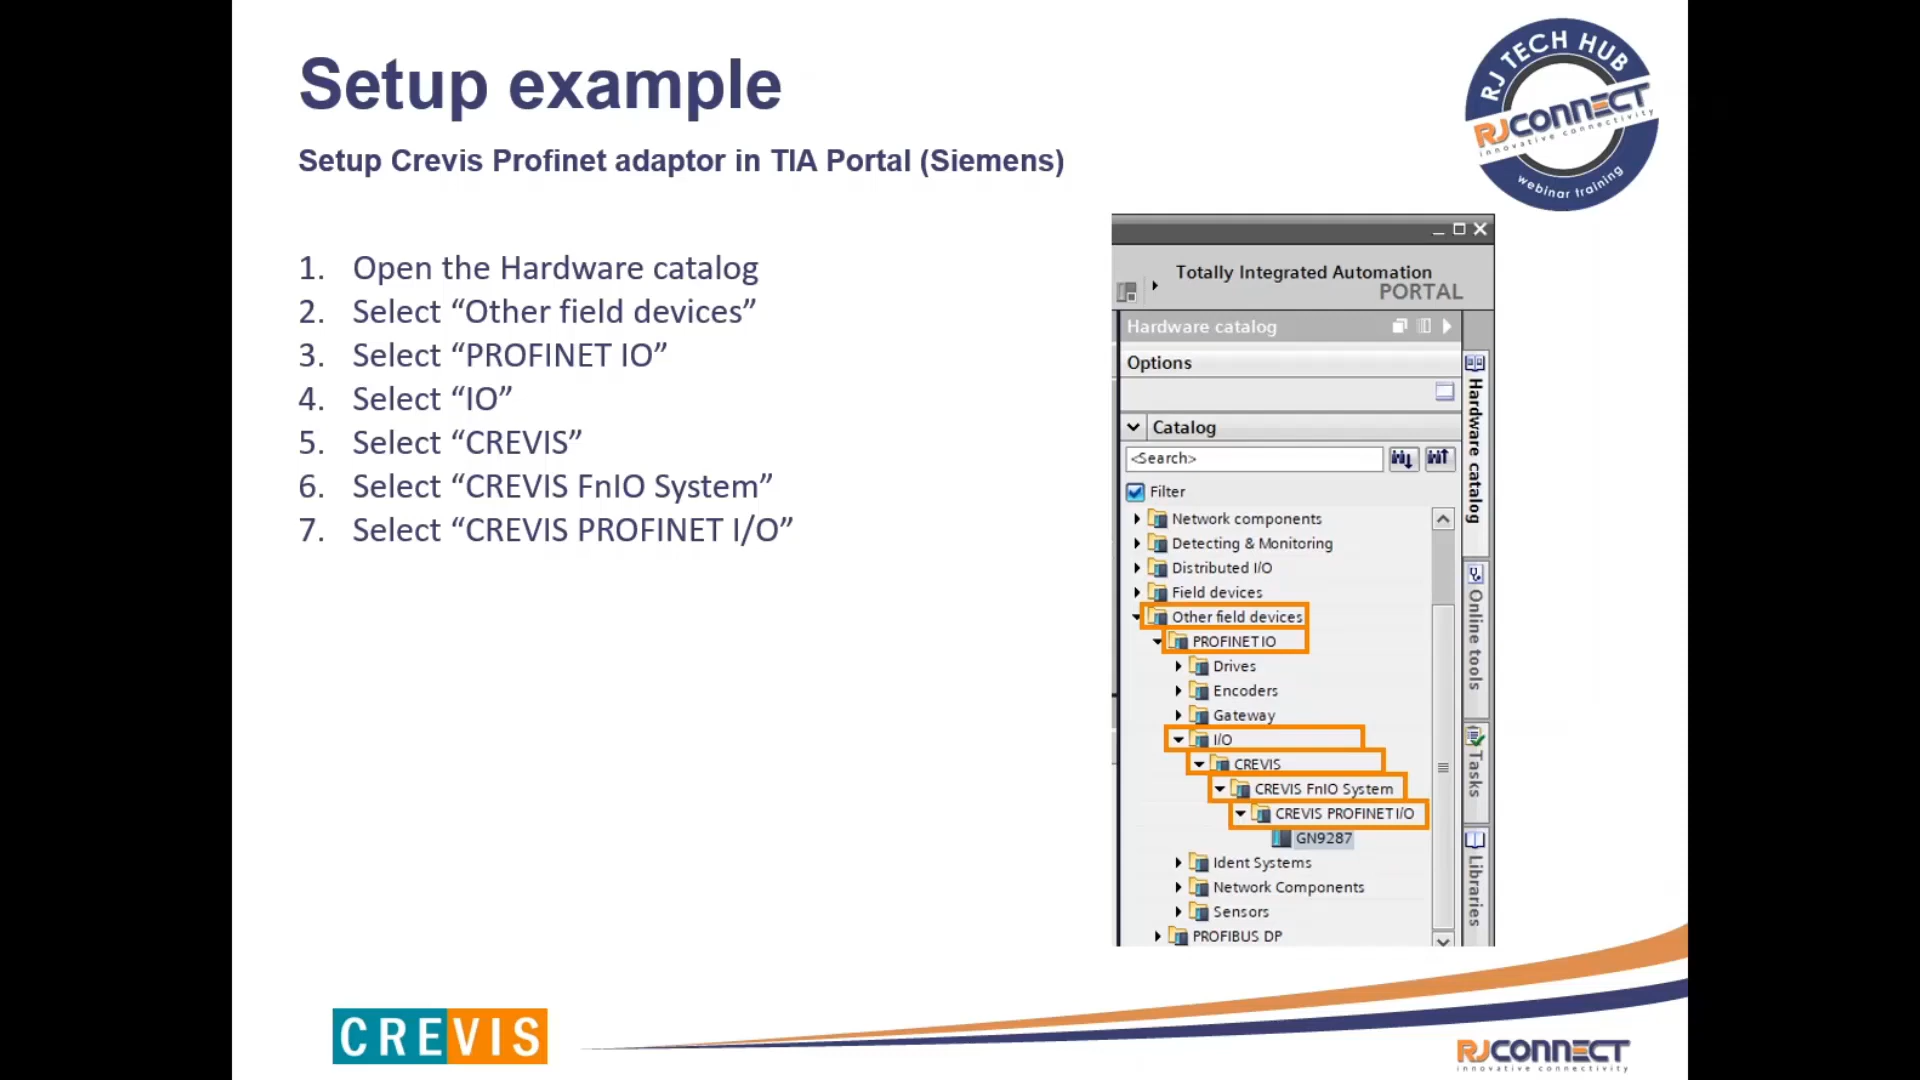 Setup example
Setup Crevis Profinet adaptor in TIA Portal (Siemens)
RJ TECH HUB
RJCONNECT
innovative connectivity
webinar training
1. Open the Hardware catalog
2. Select “Other field devices”
3. Select “PROFINET IO”
4. Select “IO”
5. Select “CREVIS”
6. Select “CREVIS FnIO System”
7. Select “CREVIS PROFINET I/O”
Totally Integrated Automation
PORTAL
Hardware catalog
Options
Catalog
<Search>
Filter
Network components
Detecting & Monitoring
Distributed I/O
Field devices
Other field devices
PROFINET IO
Drives
Encoders
Gateway
I/O
CREVIS
CREVIS FnIO System
CREVIS PROFINET I/O
GN9287
Ident Systems
Network Components
Sensors
PROFIBUS DP
Hardware catalog
Online tools
Tasks
Libraries
CREVIS
RJCONNECT
innovative connectivity